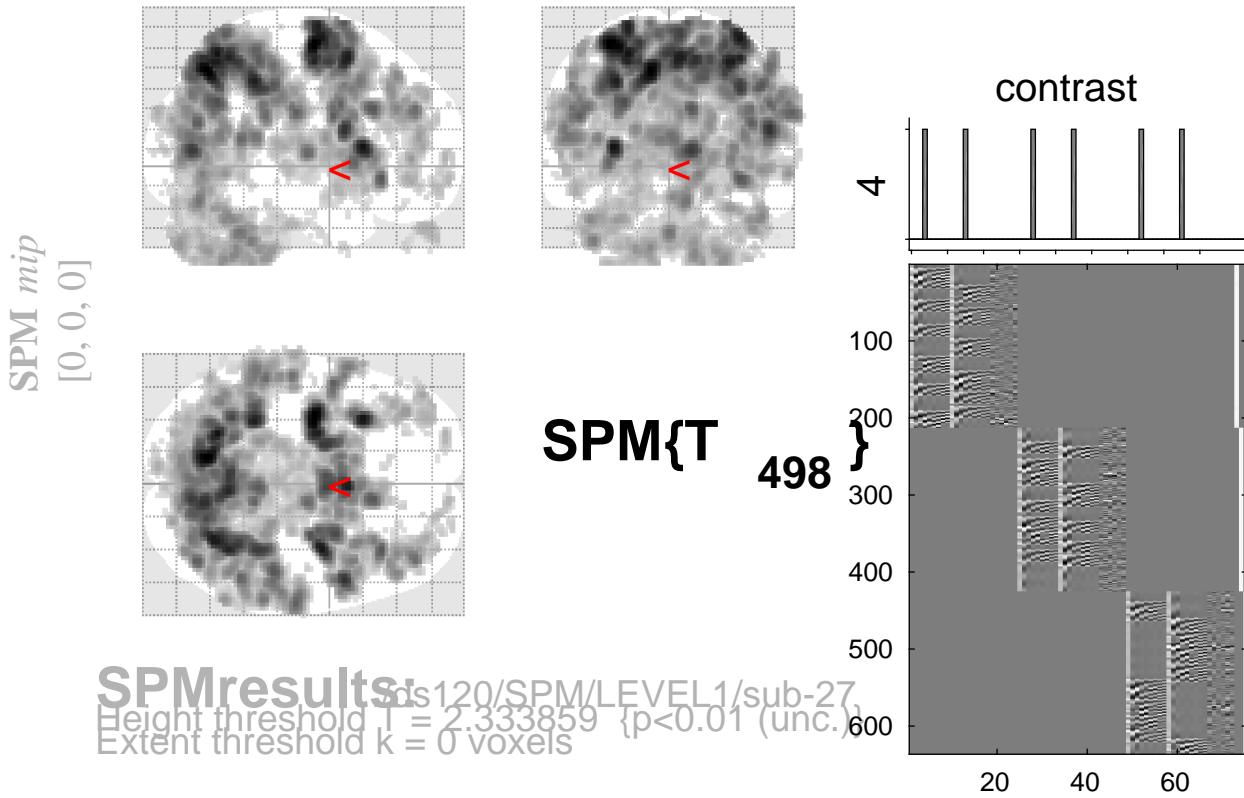 SPM mip
[0, 0, 0]
<
<
<
SPM{T498}
SPMresults: /ds120/SPM/LEVEL1/sub-27
Height threshold T = 2.333859 {p<0.01 (unc.)}
Extent threshold k = 0 voxels
contrast
4
100
200
300
400
500
600
20 40 60